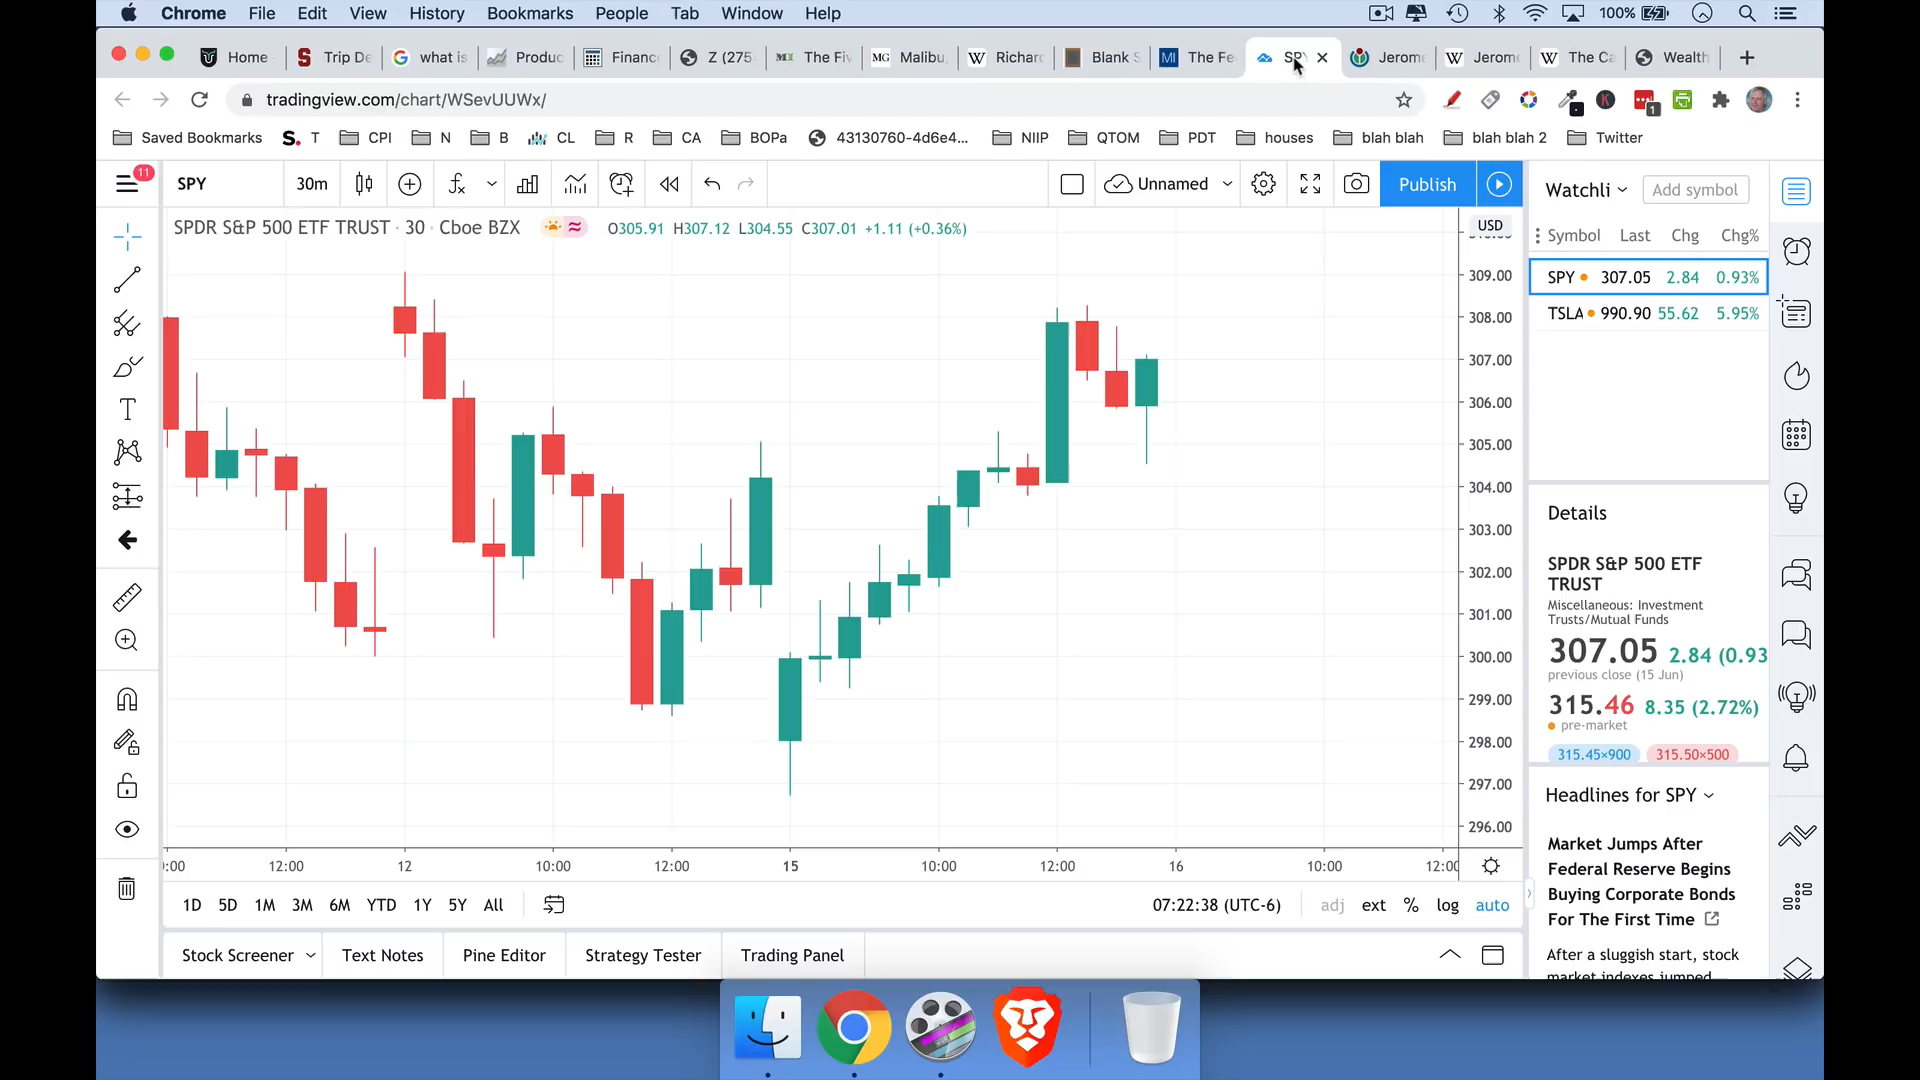 Chrome File Edit View History Bookmarks People Tab Window Help 100%
Home Trip De what is Produc Financ Z (275 The Fiv Malibu, Richar Blank S The Fe SPY Jerome Jerome The Ca Wealth
tradingview.com/chart/WSevUUWx/
Saved Bookmarks S. T CPI N B CL R CA BOPa 43130760-4d6e4... NIIP QTOM PDT houses blah blah blah blah 2 Twitter
11 SPY 30m Unnamed Publish Watchli Add symbol
SPDR S&P 500 ETF TRUST · 30 · Cboe BZX O305.91 H307.12 L304.55 C307.01 +1.11 (+0.36%) USD
Symbol Last Chg Chg%
SPY 307.05 2.84 0.93%
TSLA 990.90 55.62 5.95%
309.00
308.00
307.00
306.00
305.00
304.00
303.00
302.00
301.00
300.00
299.00
298.00
297.00
296.00
Details
SPDR S&P 500 ETF
TRUST
Miscellaneous: Investment
Trusts/Mutual Funds
307.05 2.84 (0.93
previous close (15 Jun)
315.46 8.35 (2.72%)
pre-market
315.45×900 315.50×500
Headlines for SPY
Market Jumps After
Federal Reserve Begins
Buying Corporate Bonds
For The First Time
After a sluggish start, stock
market indexes jumped
:00 12:00 12 10:00 12:00 15 10:00 12:00 16 10:00 12:00
1D 5D 1M 3M 6M YTD 1Y 5Y All 07:22:38 (UTC-6) adj ext % log auto
Stock Screener Text Notes Pine Editor Strategy Tester Trading Panel